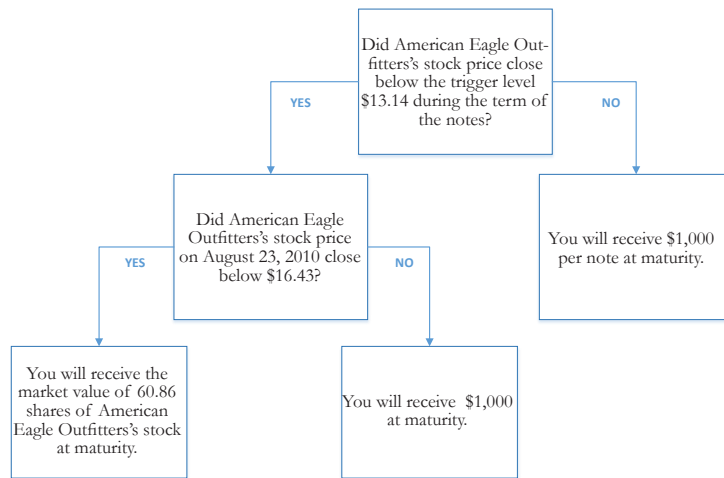 Did American Eagle Out-
fitters's stock price close
below the trigger level
$13.14 during the term of
the notes?
YES
NO
Did American Eagle
Outfitters's stock price
on August 23, 2010 close
below $16.43?
You will receive $1,000
per note at maturity.
YES
NO
You will receive the
market value of 60.86
shares of American
Eagle Outfitters's stock
at maturity.
You will receive $1,000
at maturity.